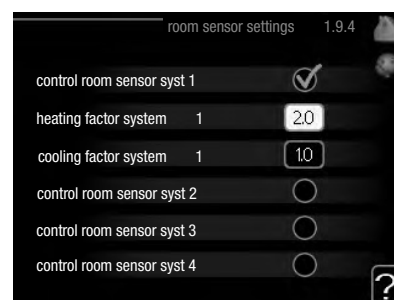 room sensor settings 1.9.4
control room sensor syst 1
heating factor system 1 2.0
cooling factor system 1 1.0
control room sensor syst 2
control room sensor syst 3
control room sensor syst 4
?